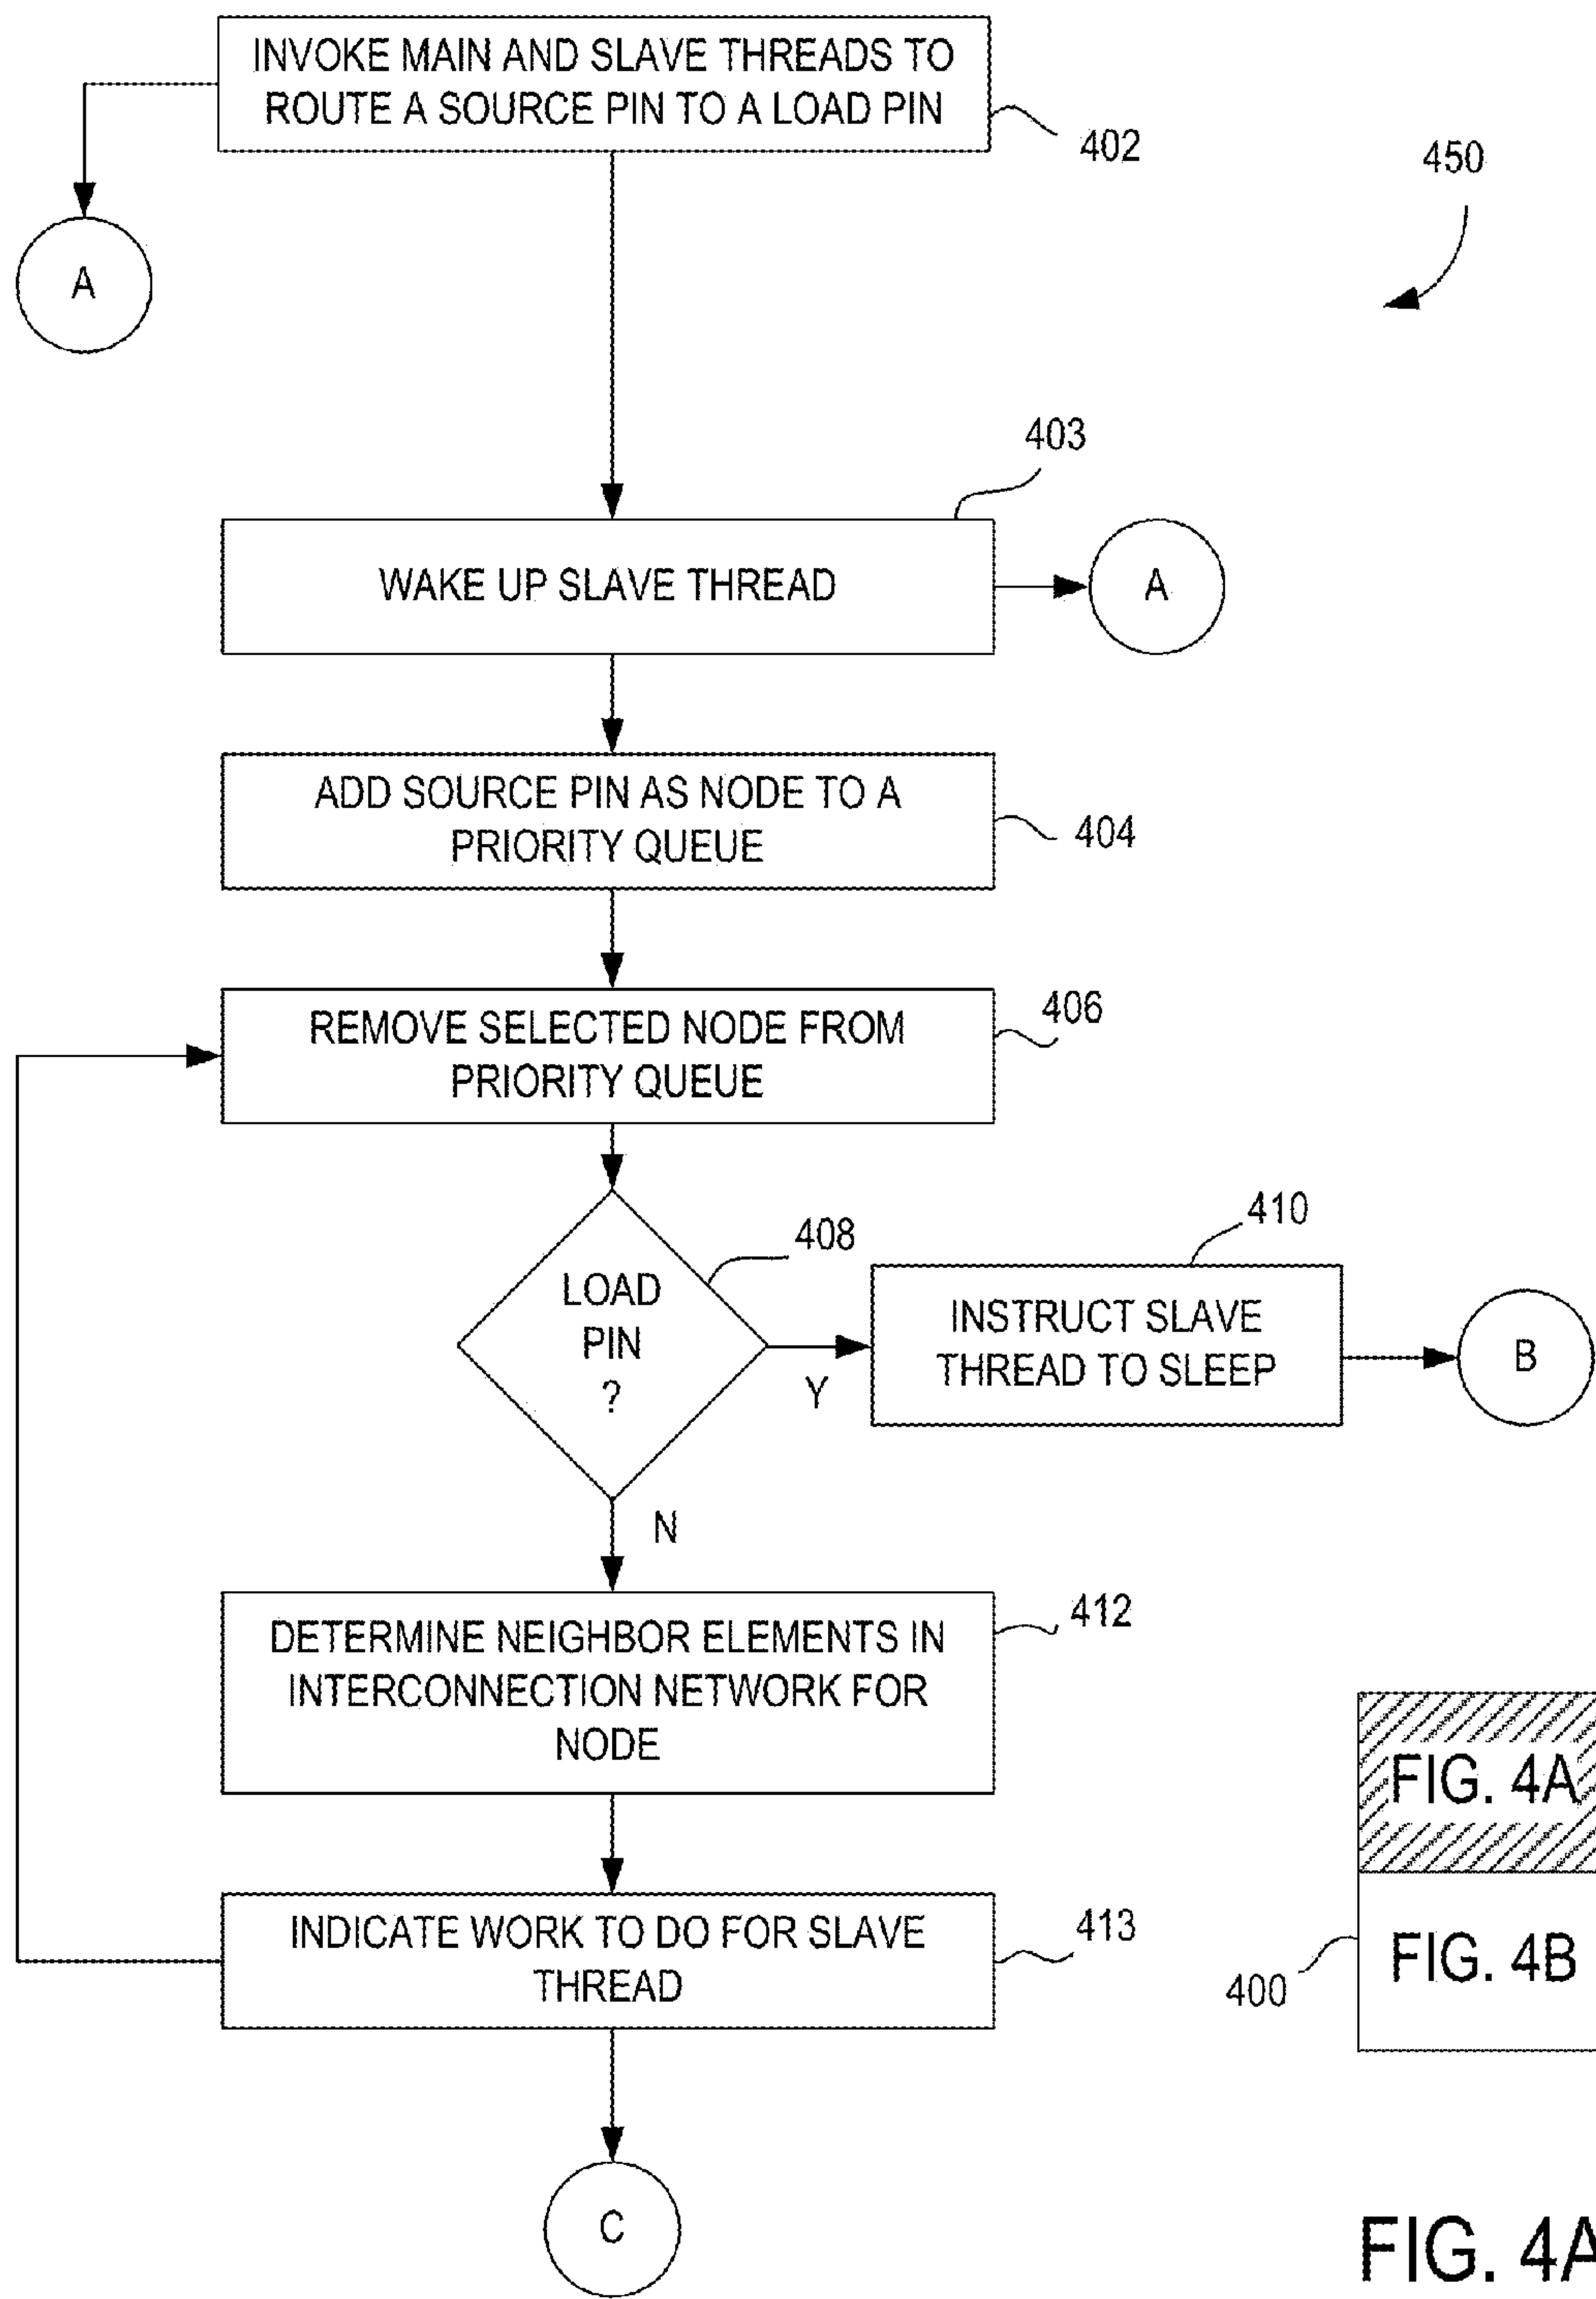 INVOKE MAIN AND SLAVE THREADS TO
ROUTE A SOURCE PIN TO A LOAD PIN
402
450
A
403
WAKE UP SLAVE THREAD
A
ADD SOURCE PIN AS NODE TO A
PRIORITY QUEUE
404
REMOVE SELECTED NODE FROM
PRIORITY QUEUE
406
408
LOAD
PIN
?
Y
N
410
INSTRUCT SLAVE
THREAD TO SLEEP
B
DETERMINE NEIGHBOR ELEMENTS IN
INTERCONNECTION NETWORK FOR
NODE
412
INDICATE WORK TO DO FOR SLAVE
THREAD
413
C
FIG. 4A
FIG. 4B
400
FIG. 4A